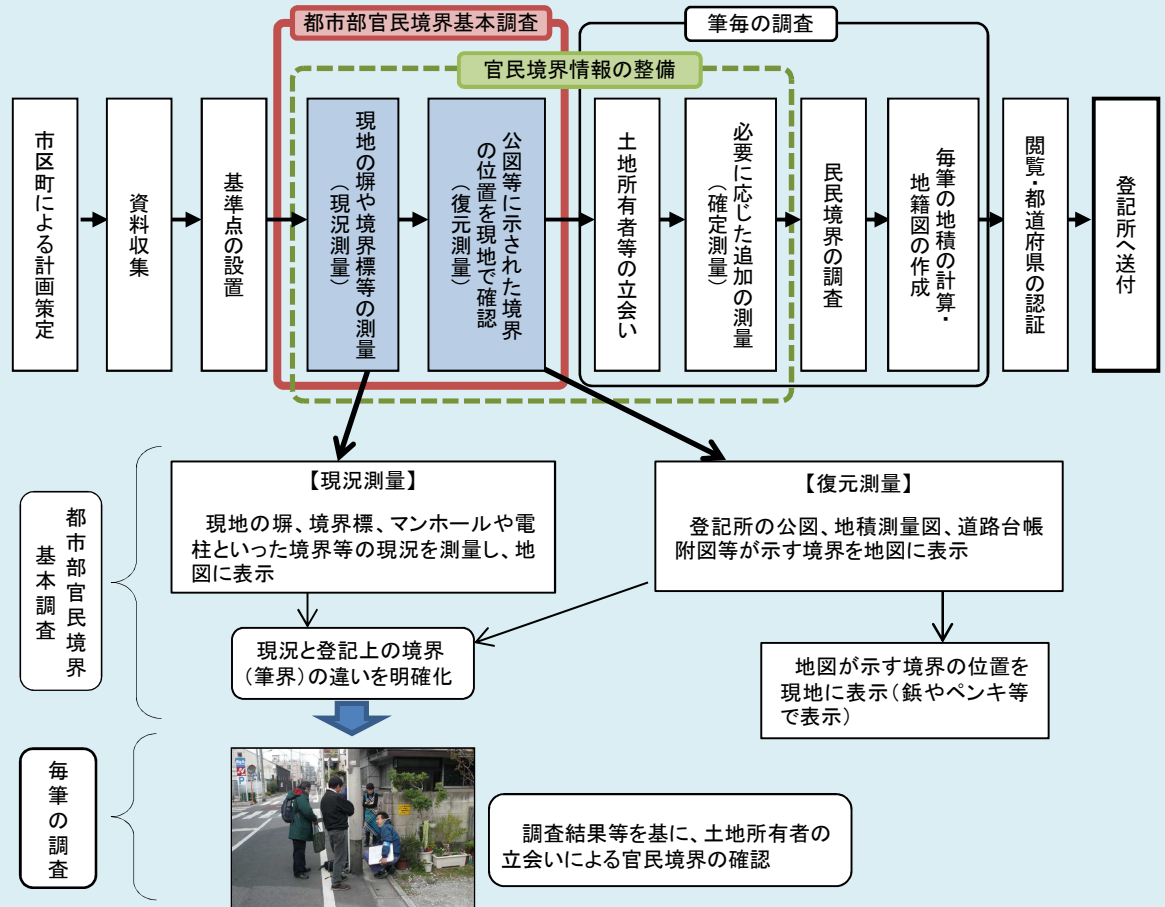 都市部官民境界基本調査
筆毎の調査
官民境界情報の整備
市区町による計画策定
資料収集
基準点の設置
現地の塀や境界標等の測量
(現況測量)
公図等に示された境界
の位置を現地で確認
(復元測量)
土地所有者等の立会い
必要に応じた追加の測量
(確定測量)
民民境界の調査
毎筆の地積の計算・
地籍図の作成
閲覧・都道府県の認証
登記所へ送付
都市部官民境界
基本調査
【現況測量】
現地の塀、境界標、マンホールや電
柱といった境界等の現況を測量し、地
図に表示
【復元測量】
登記所の公図、地積測量図、道路台帳
附図等が示す境界を地図に表示
現況と登記上の境界
(筆界)の違いを明確化
地図が示す境界の位置を
現地に表示(鋲やペンキ等
で表示)
毎筆の調査
調査結果等を基に、土地所有者の
立会いによる官民境界の確認
P